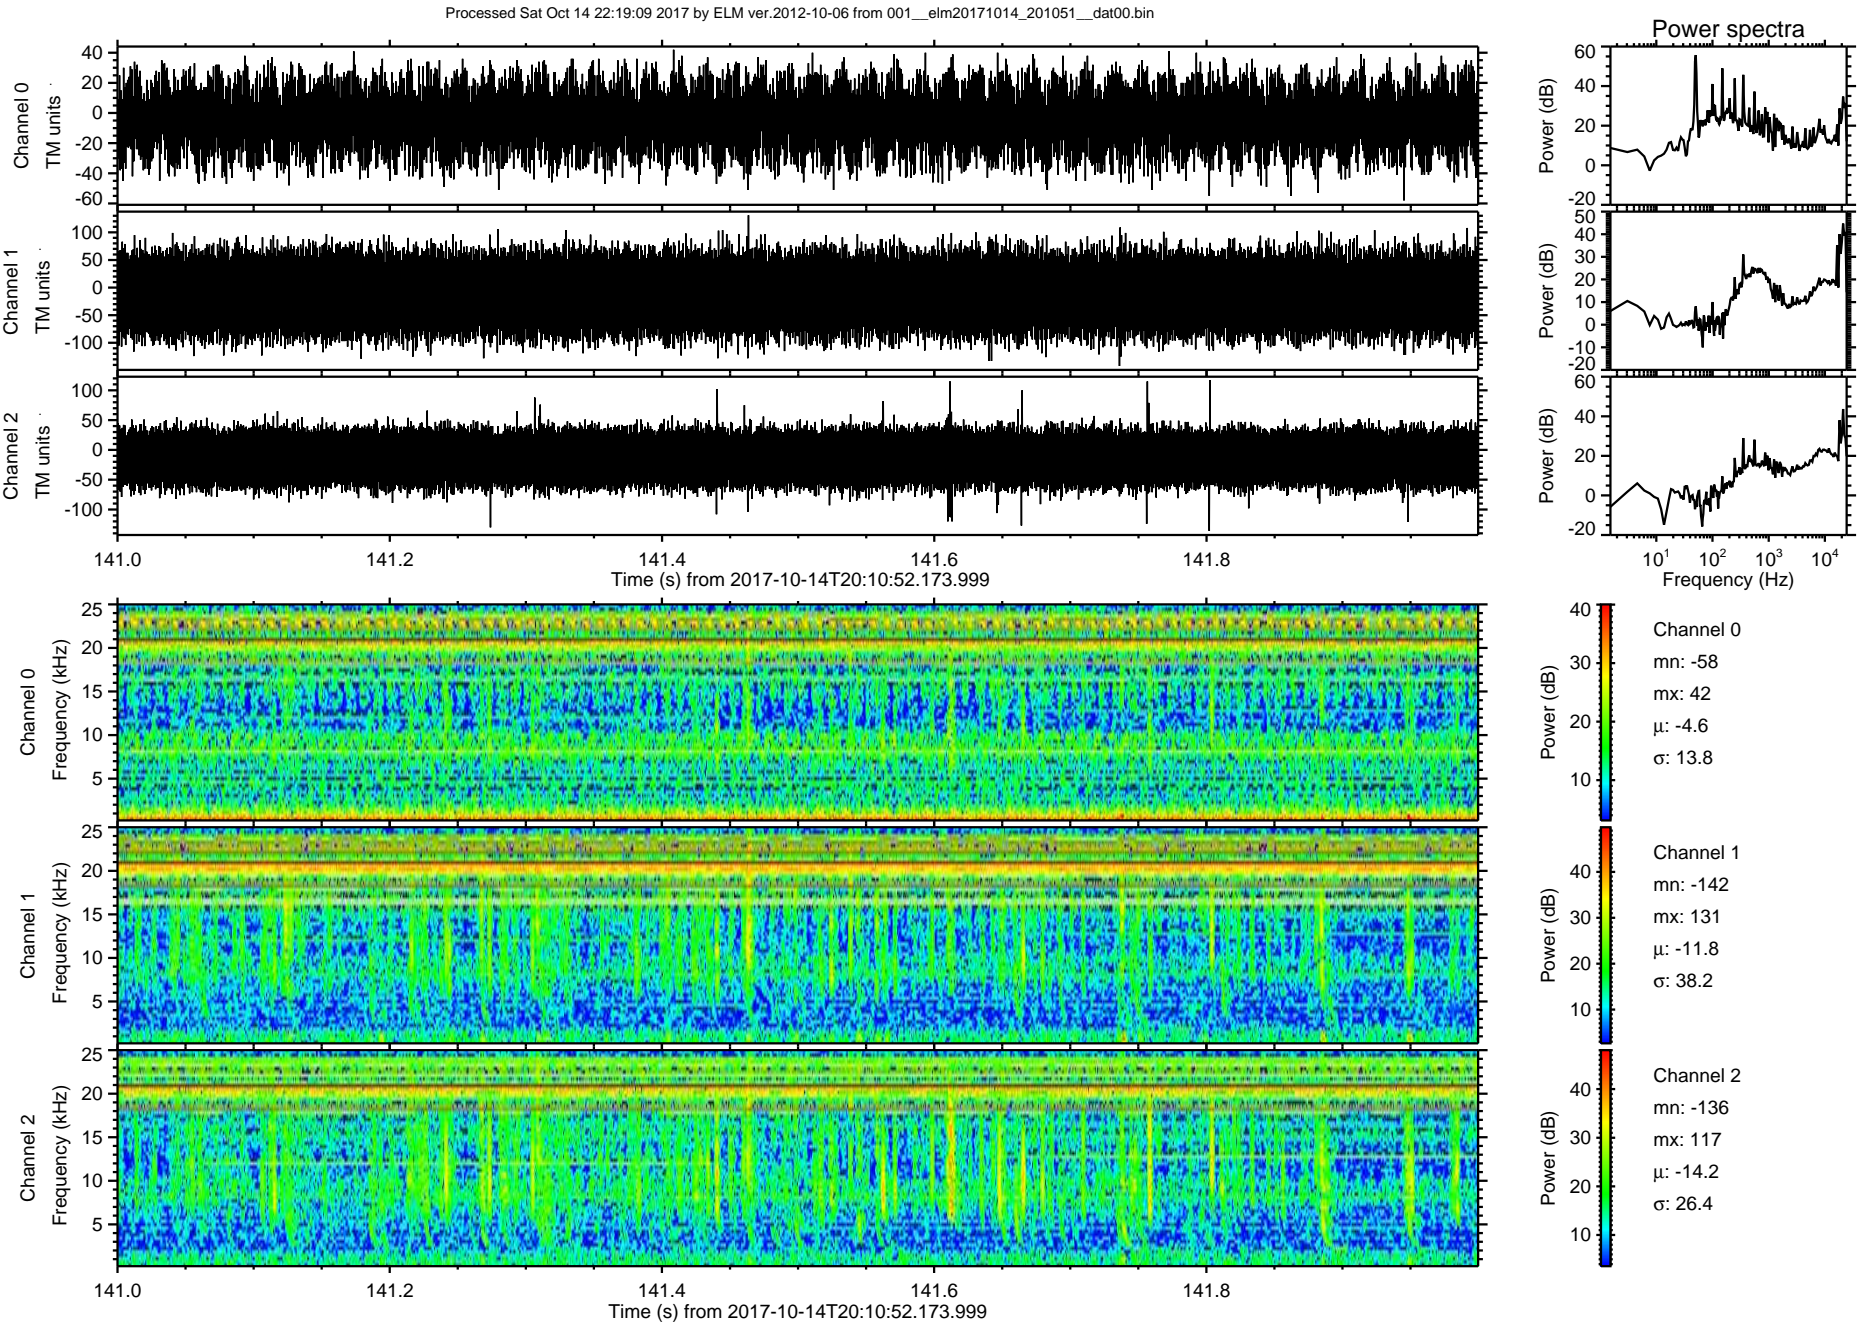 Processed Sat Oct 14 22:19:09 2017 by ELM ver.2012-10-06 from 001__elm20171014_201051__dat00.bin
Power spectra
Channel 0
TM units
40
20
0
-20
-40
-60
Power (dB)
60
40
20
0
-20
Channel 1
TM units
100
50
0
-50
-100
Power (dB)
50
40
30
20
10
0
-10
-20
Channel 2
TM units
100
50
0
-50
-100
Power (dB)
60
40
20
0
-20
141.0 141.2 141.4 141.6 141.8
Time (s) from 2017-10-14T20:10:52.173.999
10^1 10^2 10^3 10^4
Frequency (Hz)
Channel 0
Frequency (kHz)
25
20
15
10
5
Power (dB)
40
30
20
10
Channel 0
mn: -58
mx: 42
μ: -4.6
σ: 13.8
Channel 1
Frequency (kHz)
25
20
15
10
5
Power (dB)
40
30
20
10
Channel 1
mn: -142
mx: 131
μ: -11.8
σ: 38.2
Channel 2
Frequency (kHz)
25
20
15
10
5
Power (dB)
40
30
20
10
Channel 2
mn: -136
mx: 117
μ: -14.2
σ: 26.4
141.0 141.2 141.4 141.6 141.8
Time (s) from 2017-10-14T20:10:52.173.999